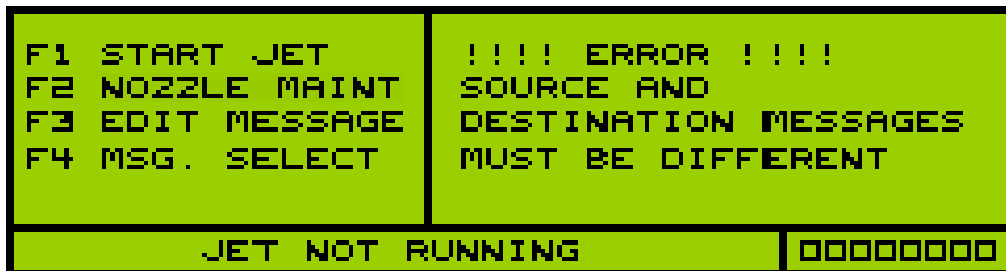 F1 START JET
F2 NOZZLE MAINT
F3 EDIT MESSAGE
F4 MSG. SELECT
!!!! ERROR !!!!
SOURCE AND
DESTINATION MESSAGES
MUST BE DIFFERENT
JET NOT RUNNING
00000000